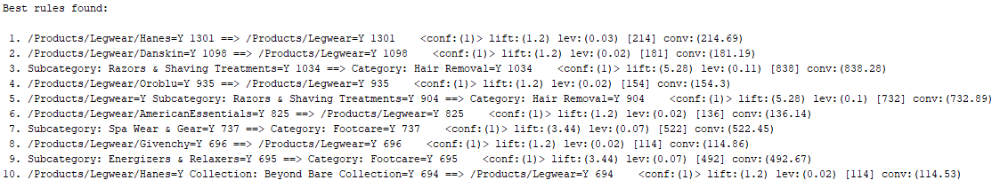 Best rules found:
1. /Products/Legwear/Hanes=Y 1301 ==> /Products/Legwear=Y 1301 <conf:(1)> lift:(1.2) lev:(0.03) [214] conv:(214.69)
2. /Products/Legwear/Danskin=Y 1098 ==> /Products/Legwear=Y 1098 <conf:(1)> lift:(1.2) lev:(0.02) [181] conv:(181.19)
3. Subcategory: Razors & Shaving Treatments=Y 1034 ==> Category: Hair Removal=Y 1034 <conf:(1)> lift:(5.28) lev:(0.11) [838] conv:(838.28)
4. /Products/Legwear/Oroblu=Y 935 ==> /Products/Legwear=Y 935 <conf:(1)> lift:(1.2) lev:(0.02) [154] conv:(154.3)
5. /Products/Legwear=Y Subcategory: Razors & Shaving Treatments=Y 904 ==> Category: Hair Removal=Y 904 <conf:(1)> lift:(5.28) lev:(0.1) [732] conv:(732.89)
6. /Products/Legwear/AmericanEssentials=Y 825 ==> /Products/Legwear=Y 825 <conf:(1)> lift:(1.2) lev:(0.02) [136] conv:(136.14)
7. Subcategory: Spa Wear & Gear=Y 737 ==> Category: Footcare=Y 737 <conf:(1)> lift:(3.44) lev:(0.07) [522] conv:(522.45)
8. /Products/Legwear/Givenchy=Y 696 ==> /Products/Legwear=Y 696 <conf:(1)> lift:(1.2) lev:(0.02) [114] conv:(114.86)
9. Subcategory: Energizers & Relaxers=Y 695 ==> Category: Footcare=Y 695 <conf:(1)> lift:(3.44) lev:(0.07) [492] conv:(492.67)
10. /Products/Legwear/Hanes=Y Collection: Beyond Bare Collection=Y 694 ==> /Products/Legwear=Y 694 <conf:(1)> lift:(1.2) lev:(0.02) [114] conv:(114.53)